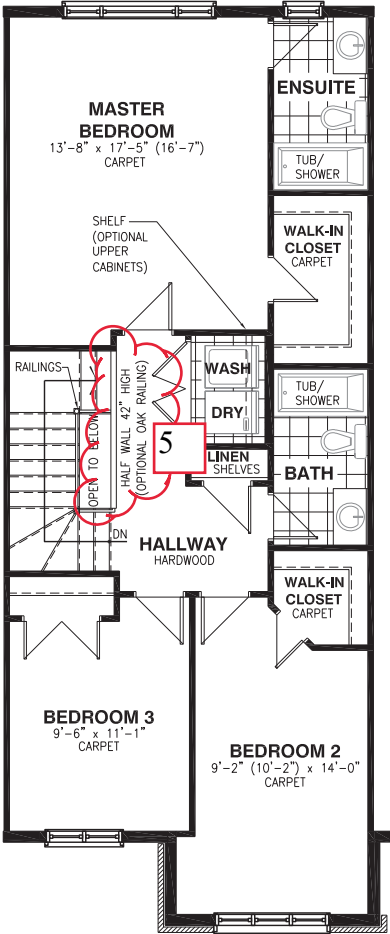 ENSUITE
MASTER
BEDROOM
13'-8" x 17'-5" (16'-7")
CARPET
TUB/
SHOWER
SHELF
(OPTIONAL
UPPER
CABINETS)
WALK-IN
CLOSET
CARPET
RAILINGS
OPEN TO BELOW
HALF WALL 42" HIGH
(OPTIONAL OAK RAILING)
WASH
DRY
5
TUB/
SHOWER
LINEN
SHELVES
BATH
DN
HALLWAY
HARDWOOD
WALK-IN
CLOSET
CARPET
BEDROOM 3
9'-6" x 11'-1"
CARPET
BEDROOM 2
9'-2" (10'-2") x 14'-0"
CARPET